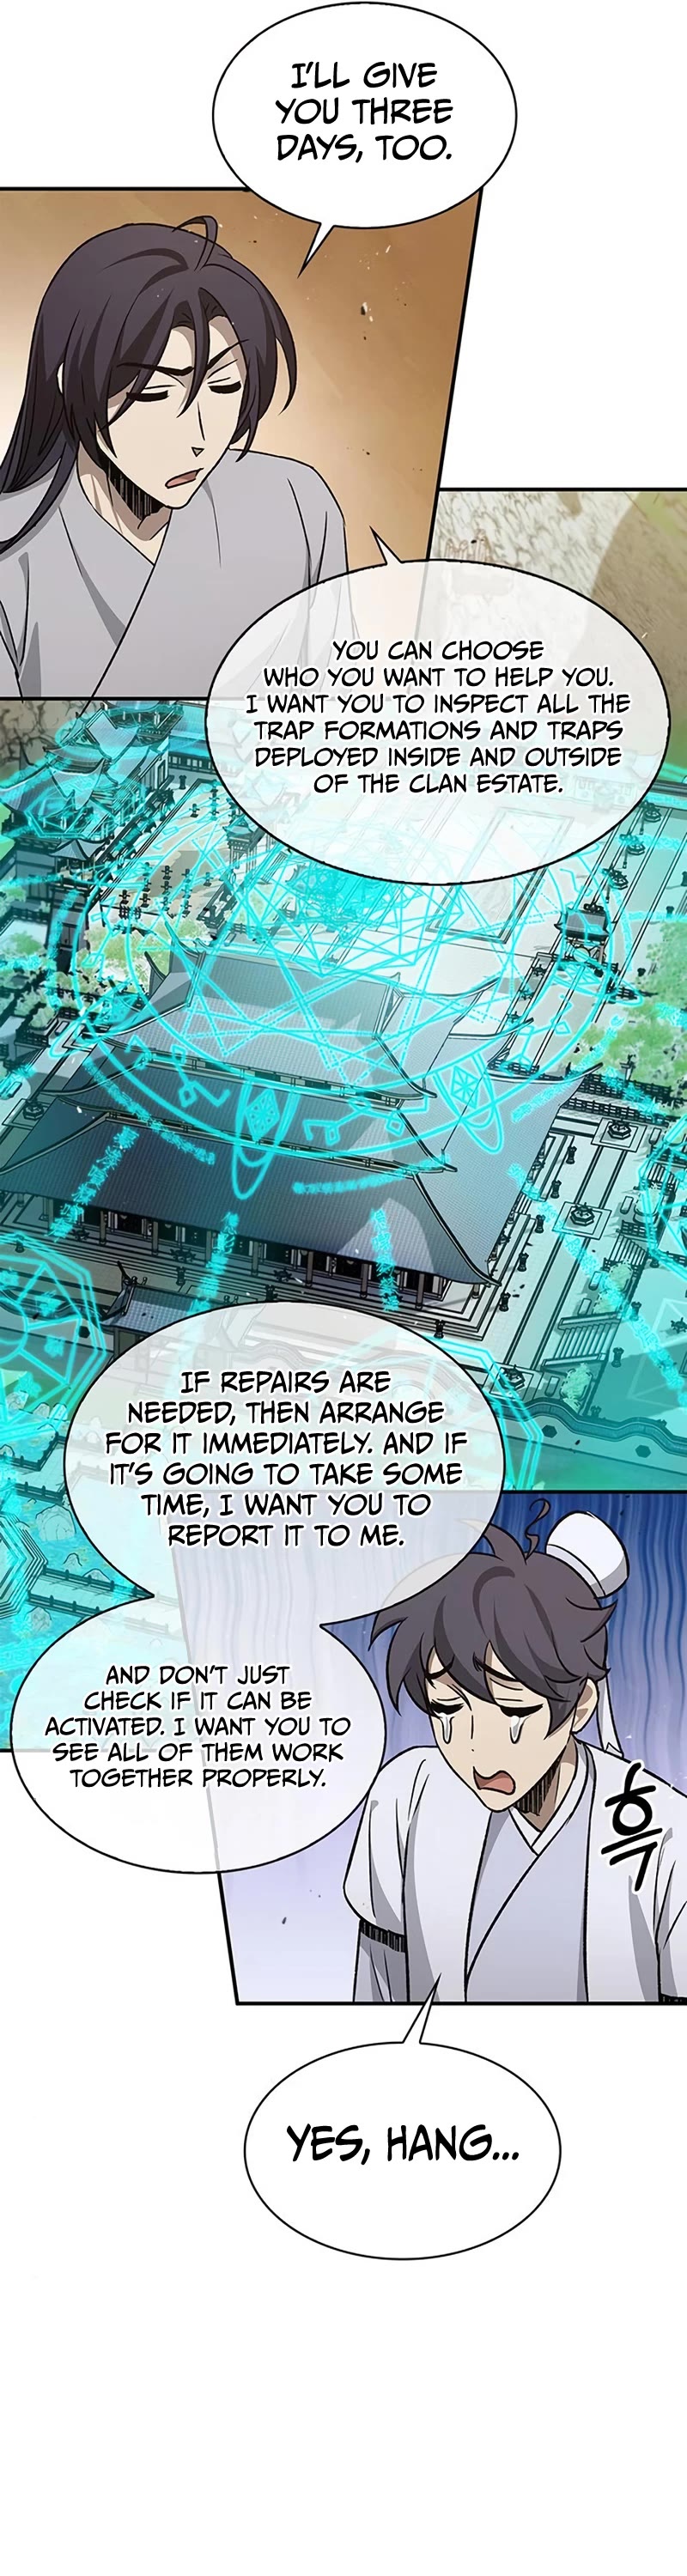 I'LL GIVE
YOU THREE
DAYS, TOO.
YOU CAN CHOOSE
WHO YOU WANT TO HELP YOU.
I WANT YOU TO INSPECT ALL THE
TRAP FORMATIONS AND TRAPS
DEPLOYED INSIDE AND OUTSIDE
OF THE CLAN ESTATE.
IF REPAIRS ARE
NEEDED, THEN ARRANGE
FOR IT IMMEDIATELY. AND IF
IT'S GOING TO TAKE SOME
TIME, I WANT YOU TO
REPORT IT TO ME.
AND DON'T JUST
CHECK IF IT CAN BE
ACTIVATED. I WANT YOU TO
SEE ALL OF THEM WORK
TOGETHER PROPERLY.
흑
YES, HANG...